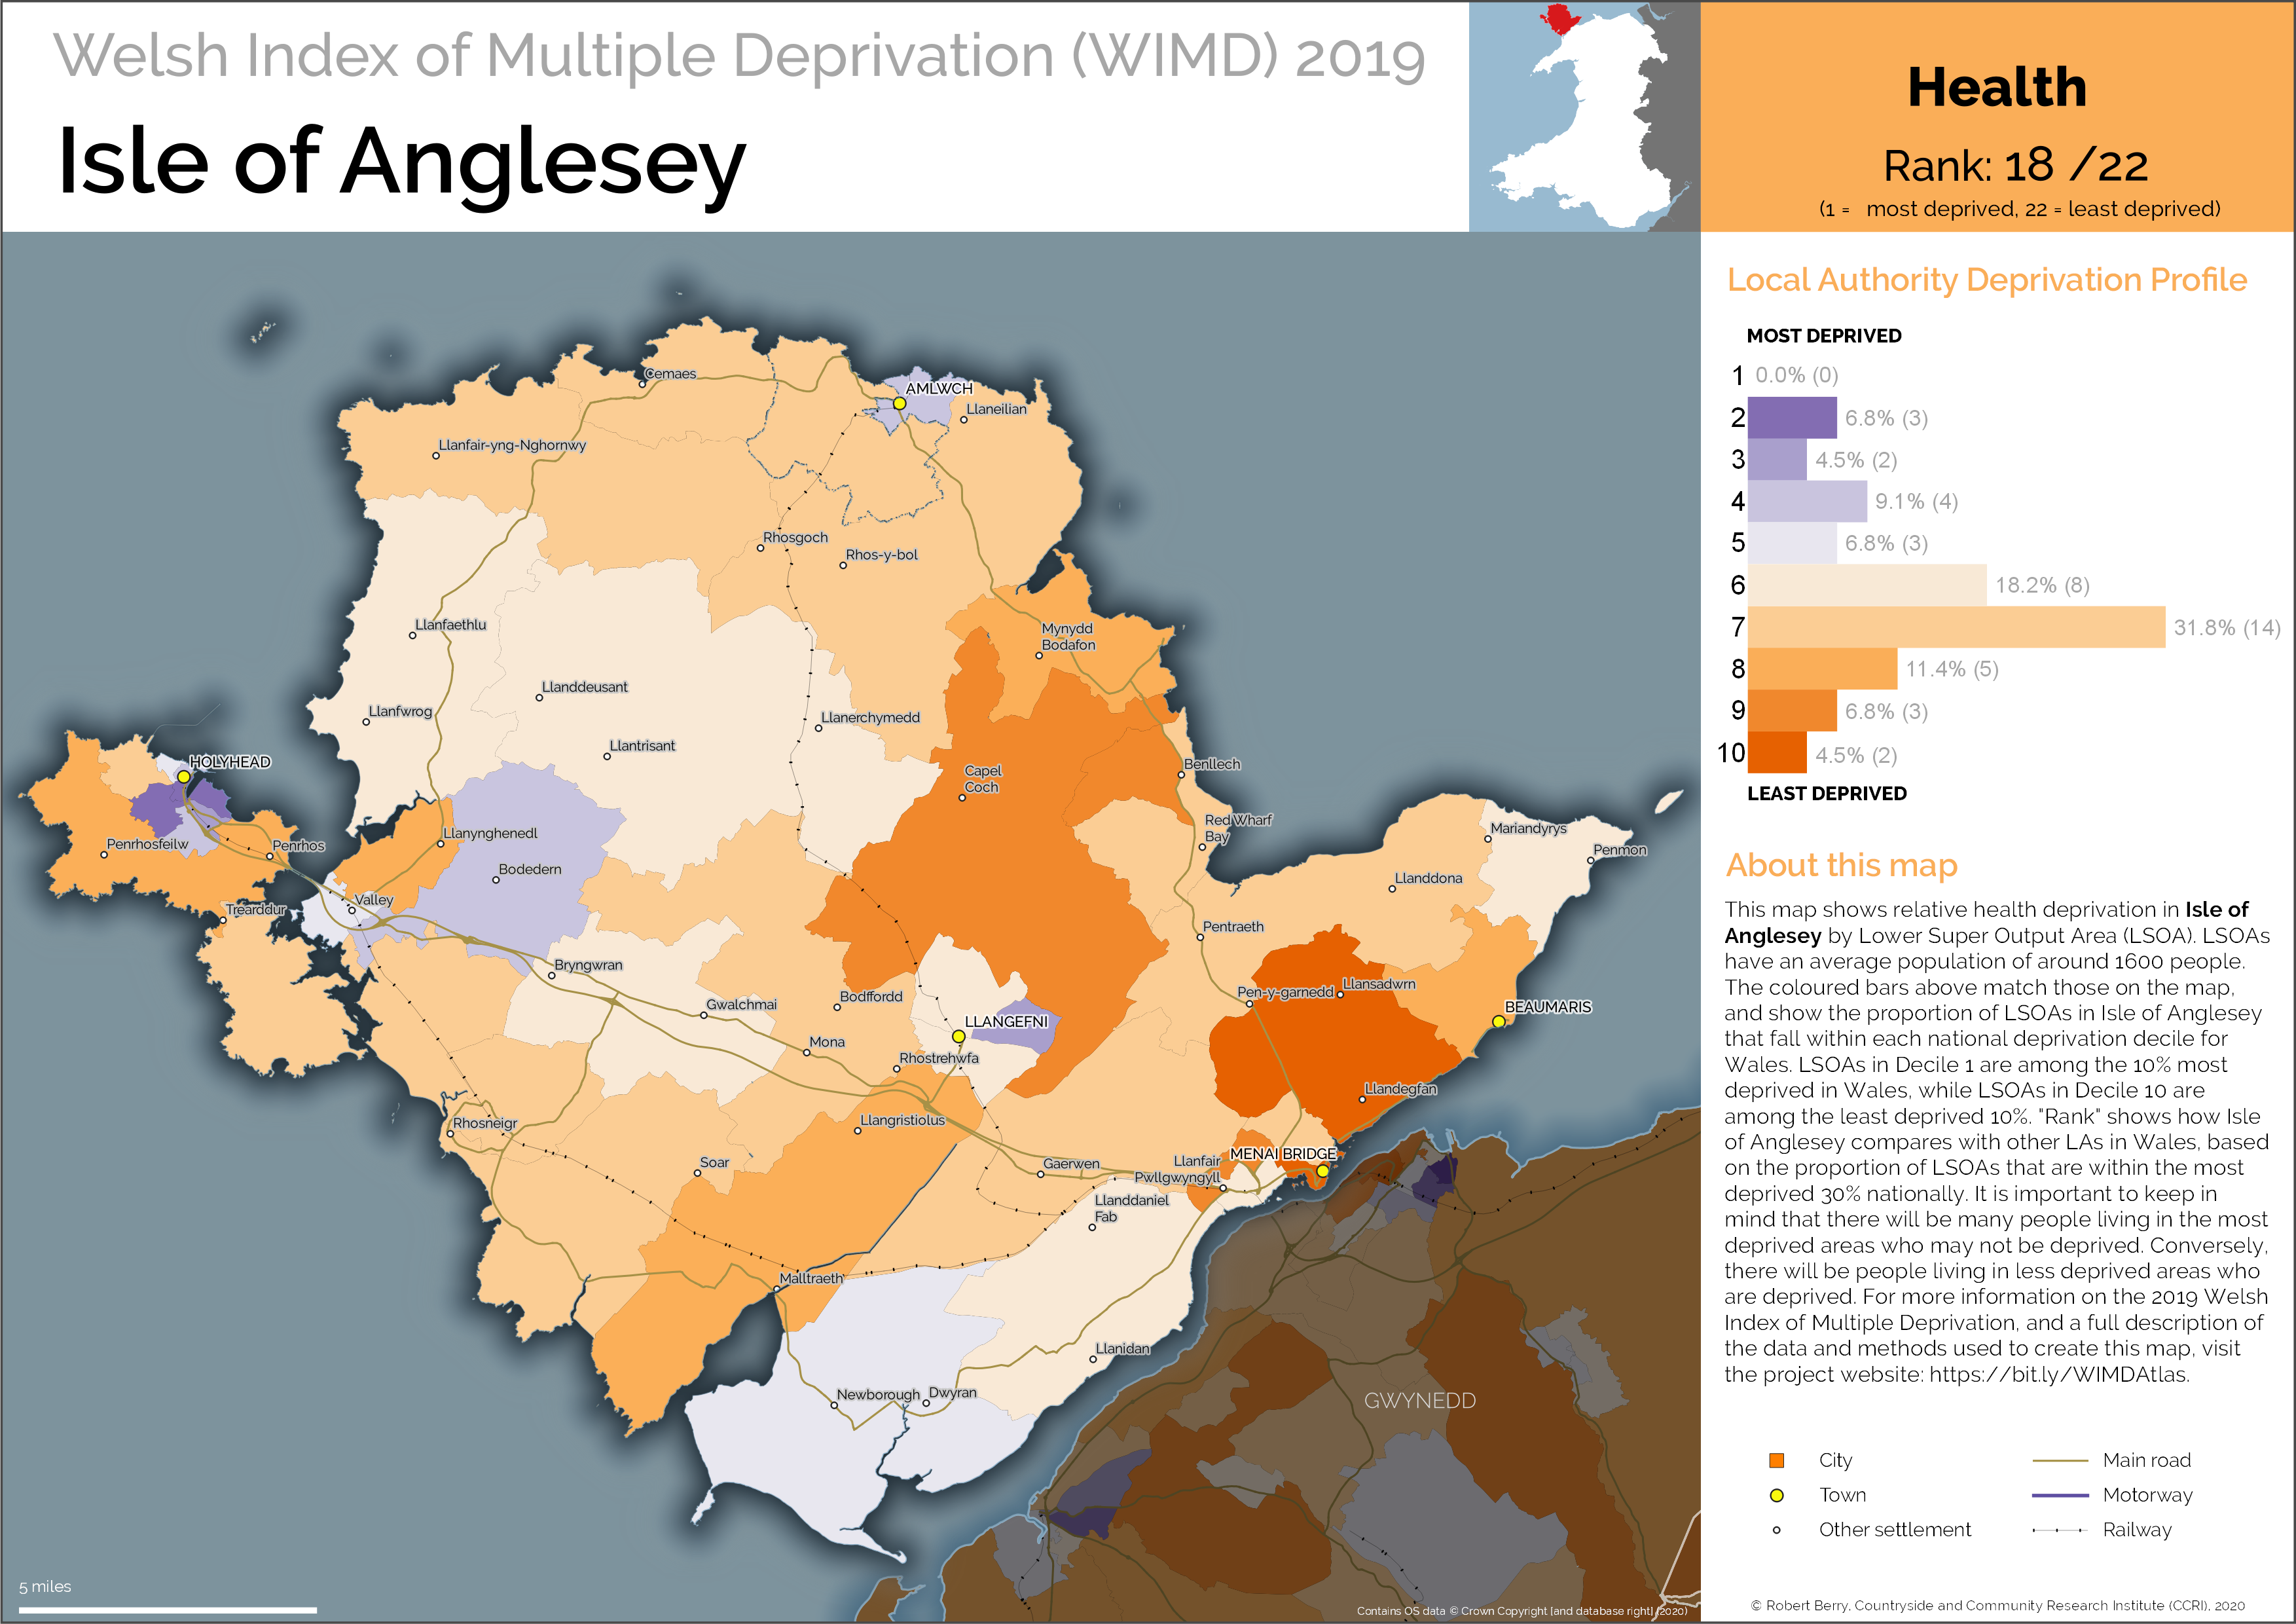 Welsh Index of Multiple Deprivation (WIMD) 2019
Isle of Anglesey
Health
Rank: 18 /22
(1 = most deprived, 22 = least deprived)
Local Authority Deprivation Profile
MOST DEPRIVED
1 0.0% (0)
2 6.8% (3)
3 4.5% (2)
4 9.1% (4)
5 6.8% (3)
6 18.2% (8)
7 31.8% (14)
8 11.4% (5)
9 6.8% (3)
10 4.5% (2)
LEAST DEPRIVED
About this map
This map shows relative health deprivation in Isle of
Anglesey by Lower Super Output Area (LSOA). LSOAs
have an average population of around 1600 people.
The coloured bars above match those on the map,
and show the proportion of LSOAs in Isle of Anglesey
that fall within each national deprivation decile for
Wales. LSOAs in Decile 1 are among the 10% most
deprived in Wales, while LSOAs in Decile 10 are
among the least deprived 10%. "Rank" shows how Isle
of Anglesey compares with other LAs in Wales, based
on the proportion of LSOAs that are within the most
deprived 30% nationally. It is important to keep in
mind that there will be many people living in the most
deprived areas who may not be deprived. Conversely,
there will be people living in less deprived areas who
are deprived. For more information on the 2019 Welsh
Index of Multiple Deprivation, and a full description of
the data and methods used to create this map, visit
the project website: https://bit.ly/WIMDAtlas.
City
Town
Other settlement
Main road
Motorway
Railway
© Robert Berry, Countryside and Community Research Institute (CCRI), 2020
Cemaes
AMLWCH
Llaneilian
Llanfair-yng-Nghornwy
Rhosgoch
Rhos-y-bol
Llanfaethlu
Mynydd
Bodafon
Llanddeusant
Llanfwrog
Llanerchymedd
Llantrisant
HOLYHEAD
Benllech
Capel
Coch
Red Wharf
Bay
Mariandyrys
Penmon
Llanynghenedl
Penrhosfeilw
Penrhos
Bodedern
Llanddona
Valley
Trearddur
Pentraeth
Bryngwran
Llansadwrn
Pen-y-garnedd
Bodffordd
Gwalchmai
BEAUMARIS
LLANGEFNI
Mona
Rhostrehwfa
Llandegfan
Llangristiolus
Rhosneigr
MENAI BRIDGE
Llanfair
Pwllgwyngyll
Soar
Gaerwen
Llanddaniel
Fab
Malltraeth
Llanidan
Newborough
Dwyran
GWYNEDD
5 miles
Contains OS data © Crown Copyright [and database right] (2020)